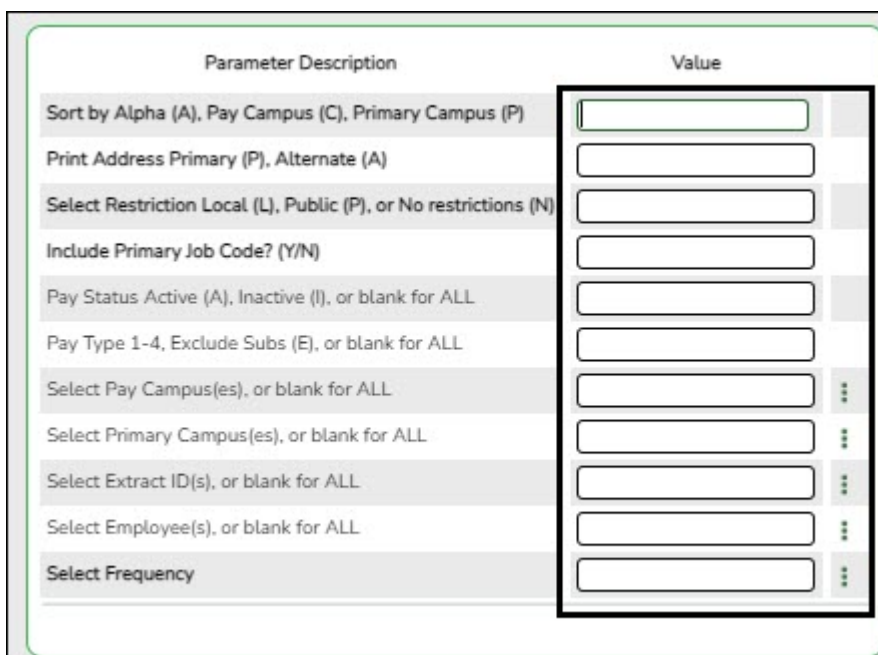 Parameter Description Value
Sort by Alpha (A), Pay Campus (C), Primary Campus (P)
Print Address Primary (P), Alternate (A)
Select Restriction Local (L), Public (P), or No restrictions (N)
Include Primary Job Code? (Y/N)
Pay Status Active (A), Inactive (I), or blank for ALL
Pay Type 1-4, Exclude Subs (E), or blank for ALL
Select Pay Campus(es), or blank for ALL
Select Primary Campus(es), or blank for ALL
Select Extract ID(s), or blank for ALL
Select Employee(s), or blank for ALL
Select Frequency